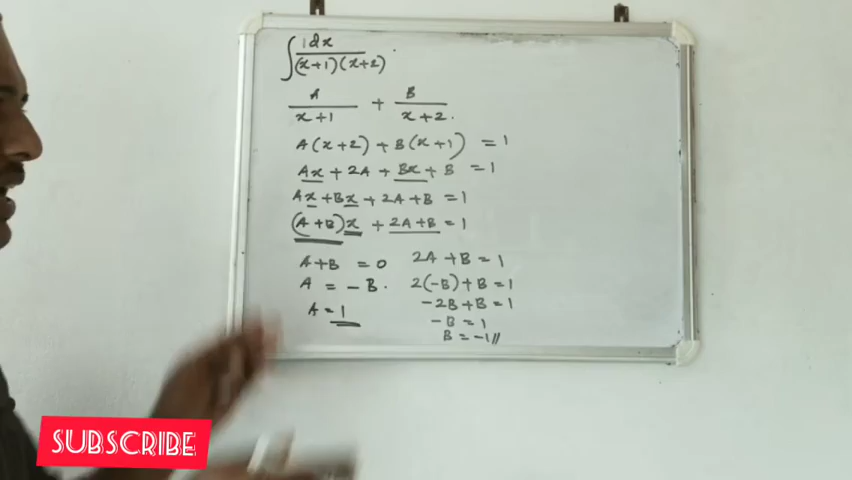 ∫ 1dx / (x+1)(x+2) .
A / x+1 + B / x+2.
A(x+2) + B(x+1) = 1
Ax + 2A + Bx + B = 1
Ax + Bx + 2A + B = 1
(A+B)x + 2A+B = 1
A+B = 0 2A + B = 1
A = -B. 2(-B) + B = 1
-2B + B = 1
A = 1
-B = 1
B = -1//
SUBSCRIBE